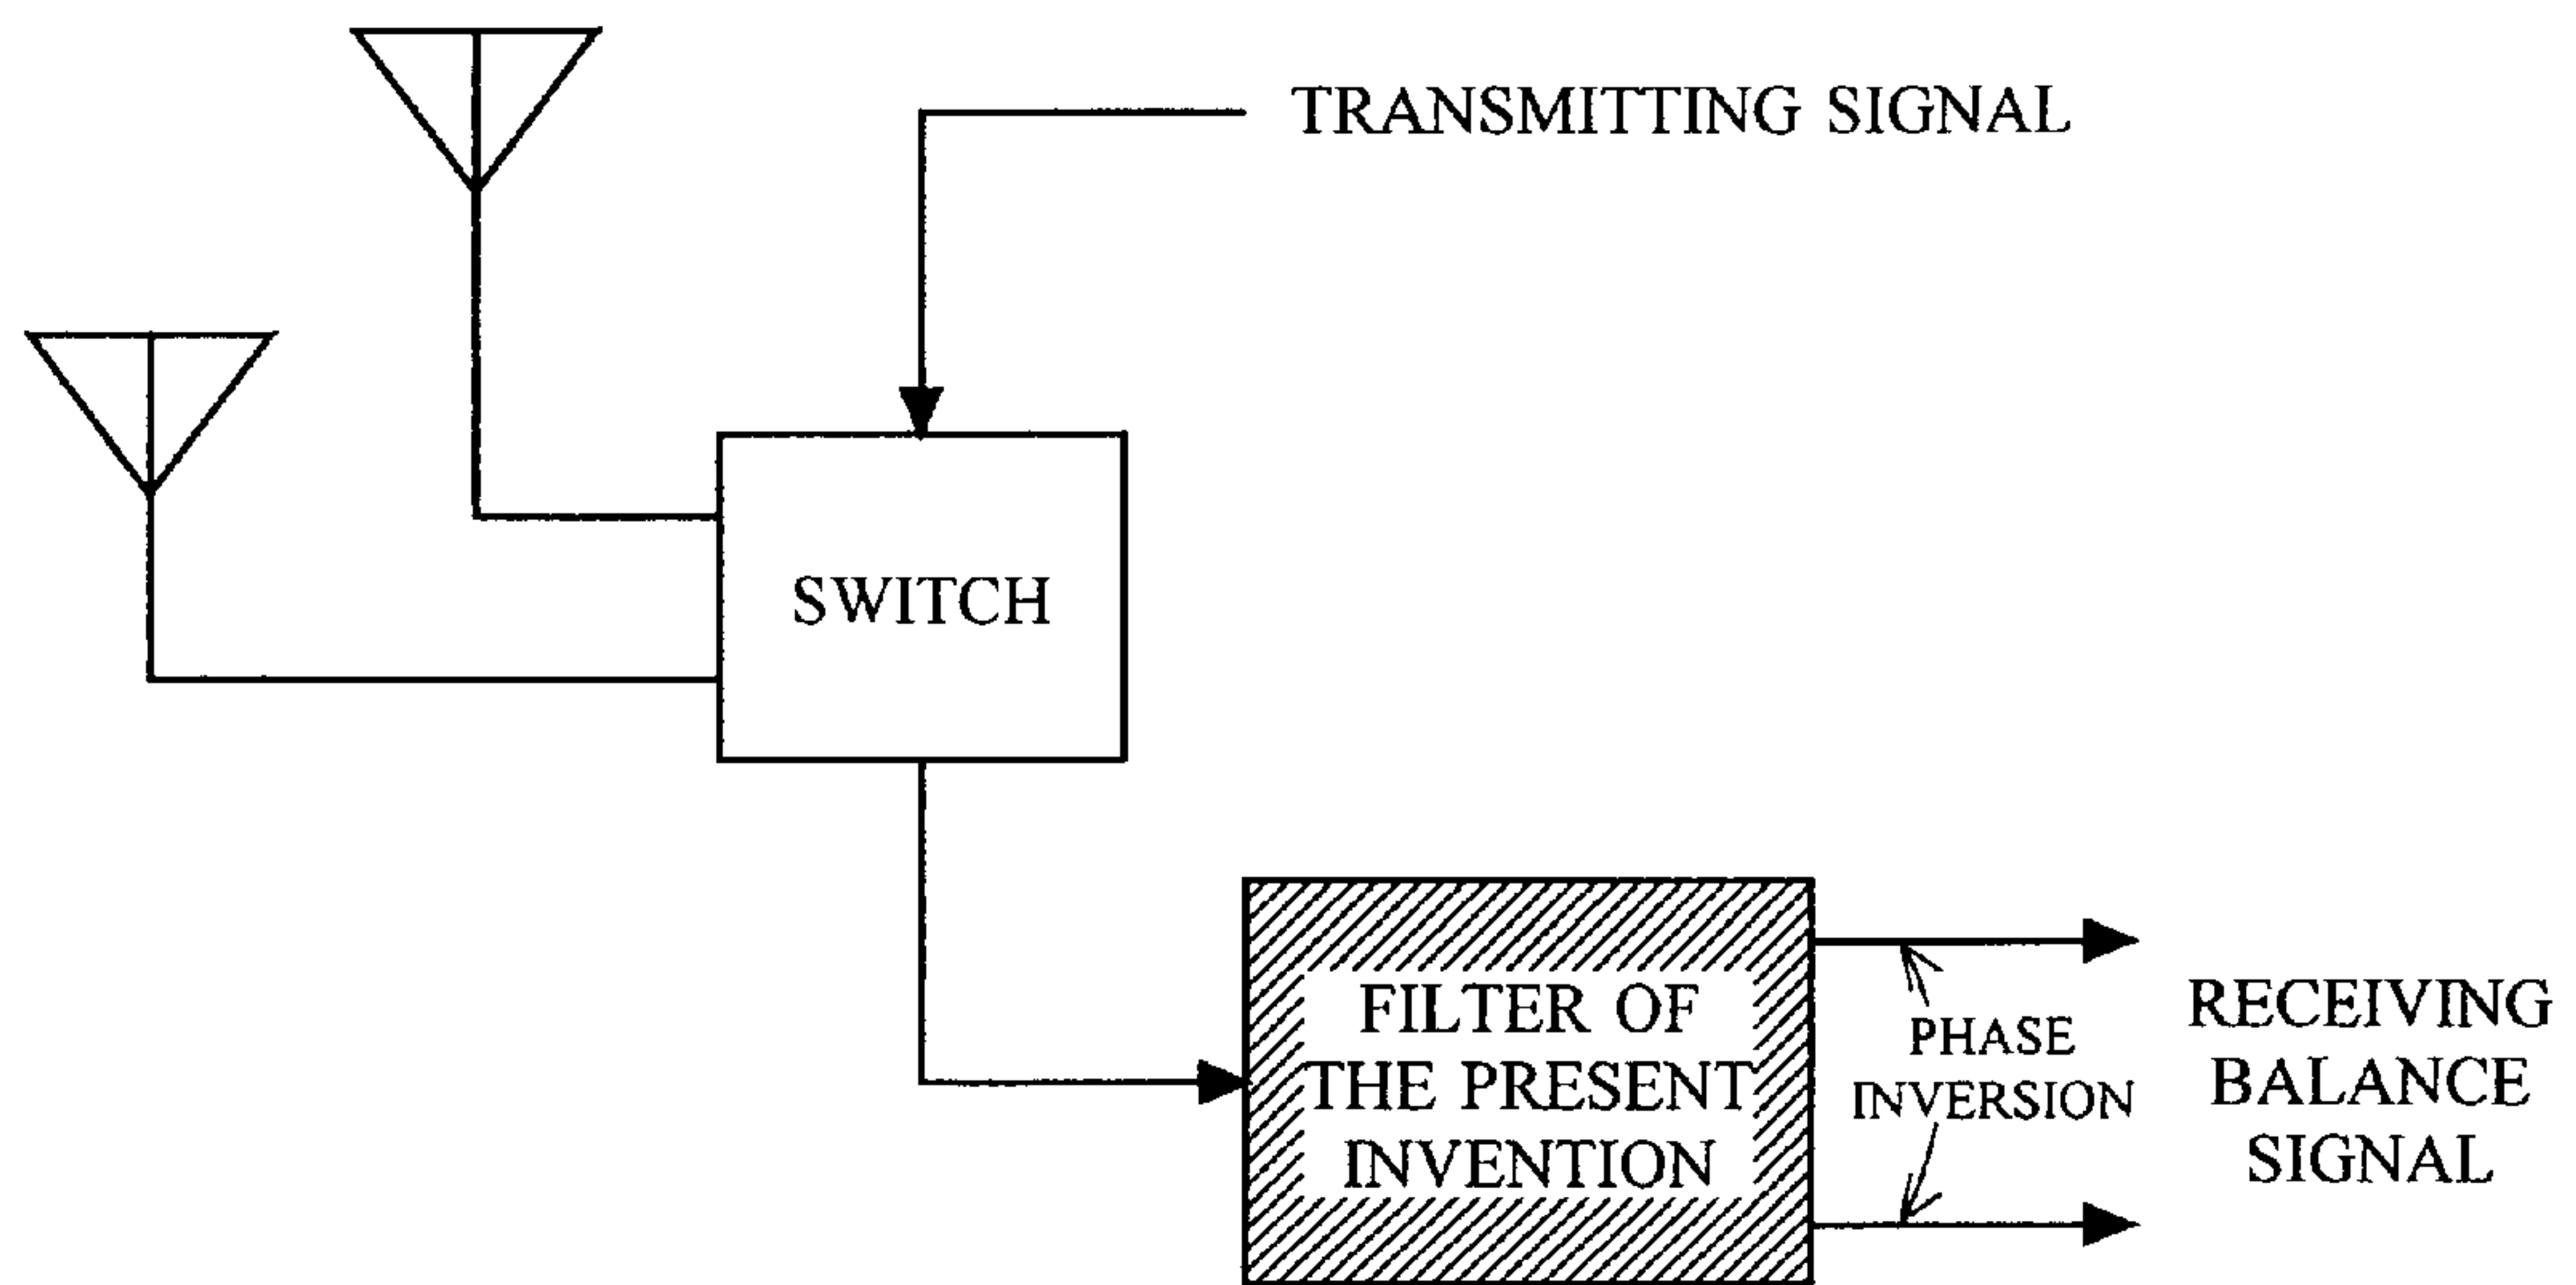 TRANSMITTING SIGNAL
SWITCH
FILTER OF
THE PRESENT
INVENTION
PHASE
INVERSION
RECEIVING
BALANCE
SIGNAL